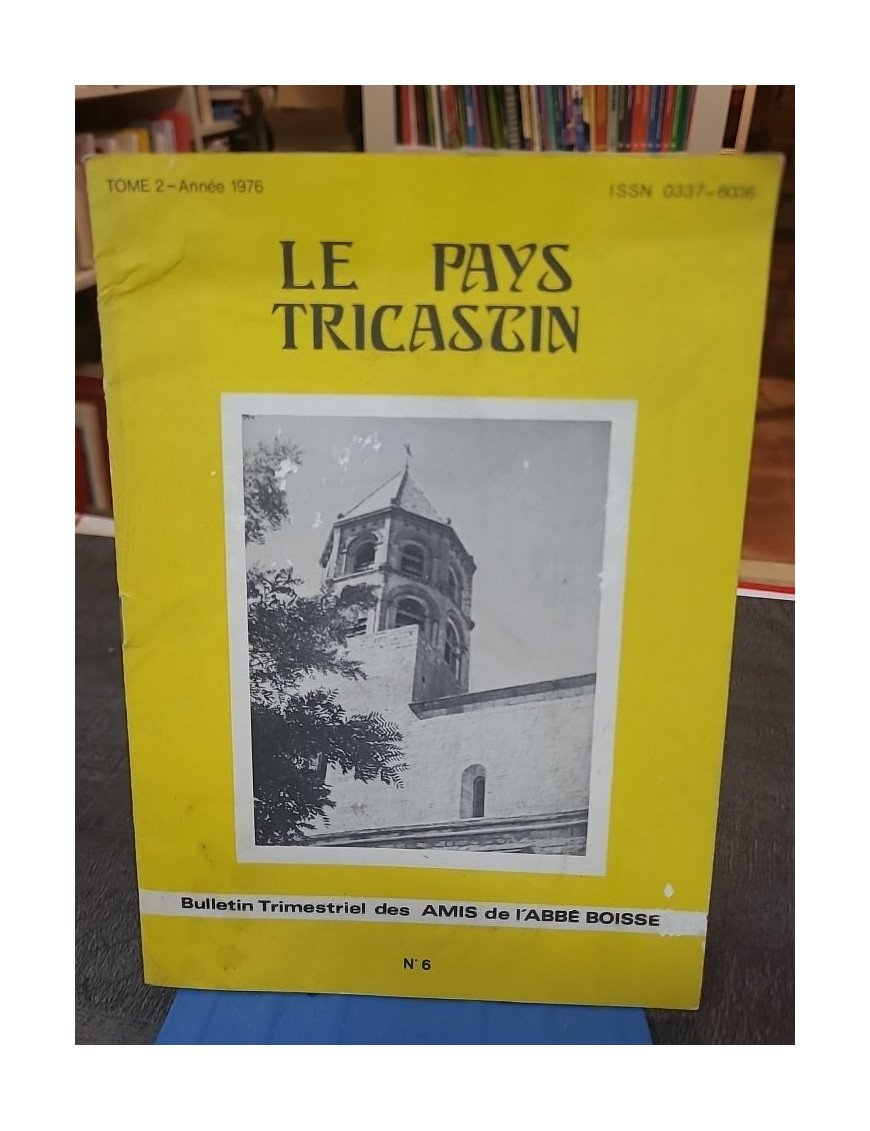 TOME 2 – Année 1976
ISSN 0337-6036
LE PAYS
TRICASTIN
Bulletin Trimestriel des AMIS de l'ABBÉ BOISSE
N° 6